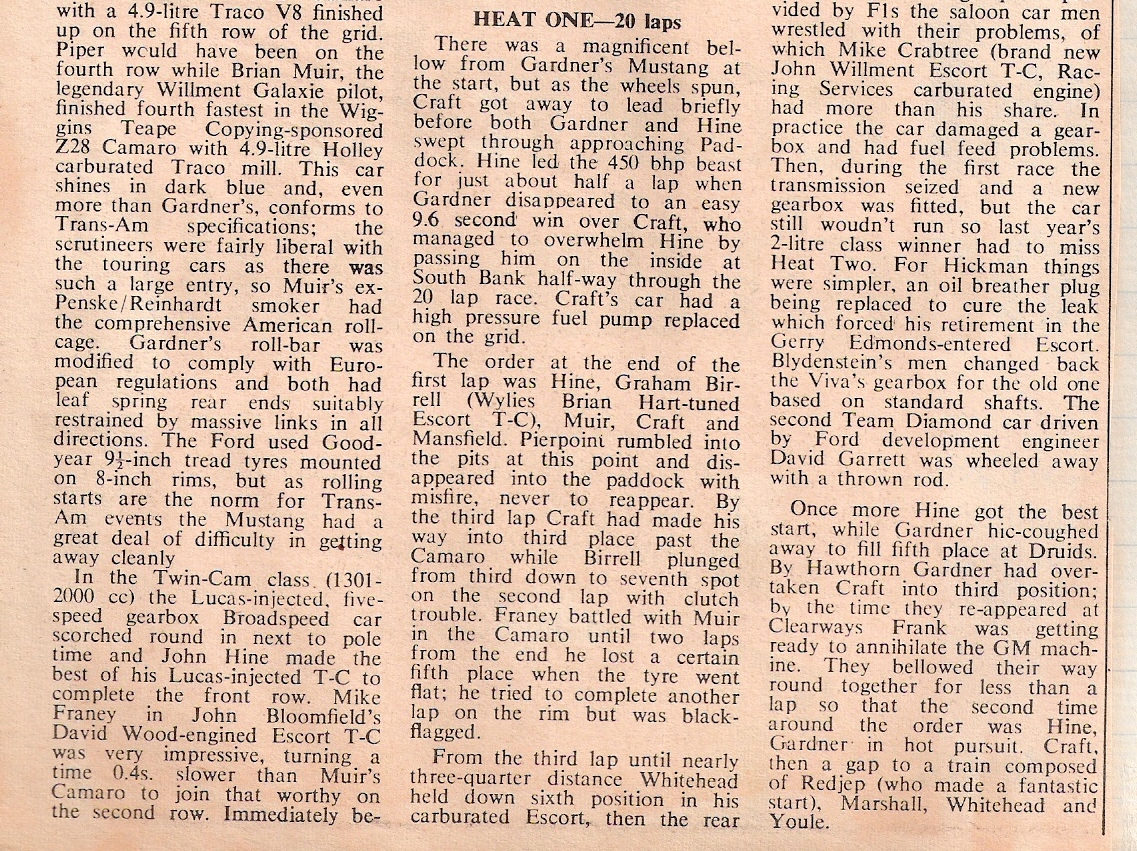 with a 4.9-litre Traco V8 finished
up on the fifth row of the grid.
Piper would have been on the
fourth row while Brian Muir, the
legendary Willment Galaxie pilot,
finished fourth fastest in the Wig-
gins Teape Copying-sponsored
Z28 Camaro with 4.9-litre Holley
carburated Traco mill. This car
shines in dark blue and, even
more than Gardner's, conforms to
Trans-Am specifications; the
scrutineers were fairly liberal with
the touring cars as there was
such a large entry, so Muir's ex-
Penske/Reinhardt smoker had
the comprehensive American roll-
cage. Gardner's roll-bar was
modified to comply with Euro-
pean regulations and both had
leaf spring rear ends suitably
restrained by massive links in all
directions. The Ford used Good-
year 9½-inch tread tyres mounted
on 8-inch rims, but as rolling
starts are the norm for Trans-
Am events the Mustang had a
great deal of difficulty in getting
away cleanly
In the Twin-Cam class (1301-
2000 cc) the Lucas-injected, five-
speed gearbox Broadspeed car
scorched round in next to pole
time and John Hine made the
best of his Lucas-injected T-C to
complete the front row. Mike
Franey in John Bloomfield's
David Wood-engined Escort T-C
was very impressive, turning a
time 0.4s. slower than Muir's
Camaro to join that worthy on
the second row. Immediately be-
HEAT ONE—20 laps
There was a magnificent bel-
low from Gardner's Mustang at
the start, but as the wheels spun,
Craft got away to lead briefly
before both Gardner and Hine
swept through approaching Pad-
dock. Hine led the 450 bhp beast
for just about half a lap when
Gardner disappeared to an easy
9.6 second win over Craft, who
managed to overwhelm Hine by
passing him on the inside at
South Bank half-way through the
20 lap race. Craft's car had a
high pressure fuel pump replaced
on the grid.
The order at the end of the
first lap was Hine, Graham Bir-
rell (Wylies Brian Hart-tuned
Escort T-C), Muir, Craft and
Mansfield. Pierpoint rumbled into
the pits at this point and dis-
appeared into the paddock with
misfire, never to reappear. By
the third lap Craft had made his
way into third place past the
Camaro while Birrell plunged
from third down to seventh spot
on the second lap with clutch
trouble. Franey battled with Muir
in the Camaro until two laps
from the end he lost a certain
fifth place when the tyre went
flat; he tried to complete another
lap on the rim but was black-
flagged.
From the third lap until nearly
three-quarter distance Whitehead
held down sixth position in his
carburated Escort, then the rear
vided by F1s the saloon car men
wrestled with their problems, of
which Mike Crabtree (brand new
John Willment Escort T-C, Rac-
ing Services carburated engine)
had more than his share. In
practice the car damaged a gear-
box and had fuel feed problems.
Then, during the first race the
transmission seized and a new
gearbox was fitted, but the car
still woudn't run so last year's
2-litre class winner had to miss
Heat Two. For Hickman things
were simpler, an oil breather plug
being replaced to cure the leak
which forced his retirement in the
Gerry Edmonds-entered Escort.
Blydenstein's men changed back
the Viva's gearbox for the old one
based on standard shafts. The
second Team Diamond car driven
by Ford development engineer
David Garrett was wheeled away
with a thrown rod.
Once more Hine got the best
start, while Gardner hic-coughed
away to fill fifth place at Druids.
By Hawthorn Gardner had over-
taken Craft into third position;
by the time they re-appeared at
Clearways Frank was getting
ready to annihilate the GM mach-
ine. They bellowed their way
round together for less than a
lap so that the second time
around the order was Hine,
Gardner in hot pursuit. Craft,
then a gap to a train composed
of Redjep (who made a fantastic
start), Marshall, Whitehead and
Youle.